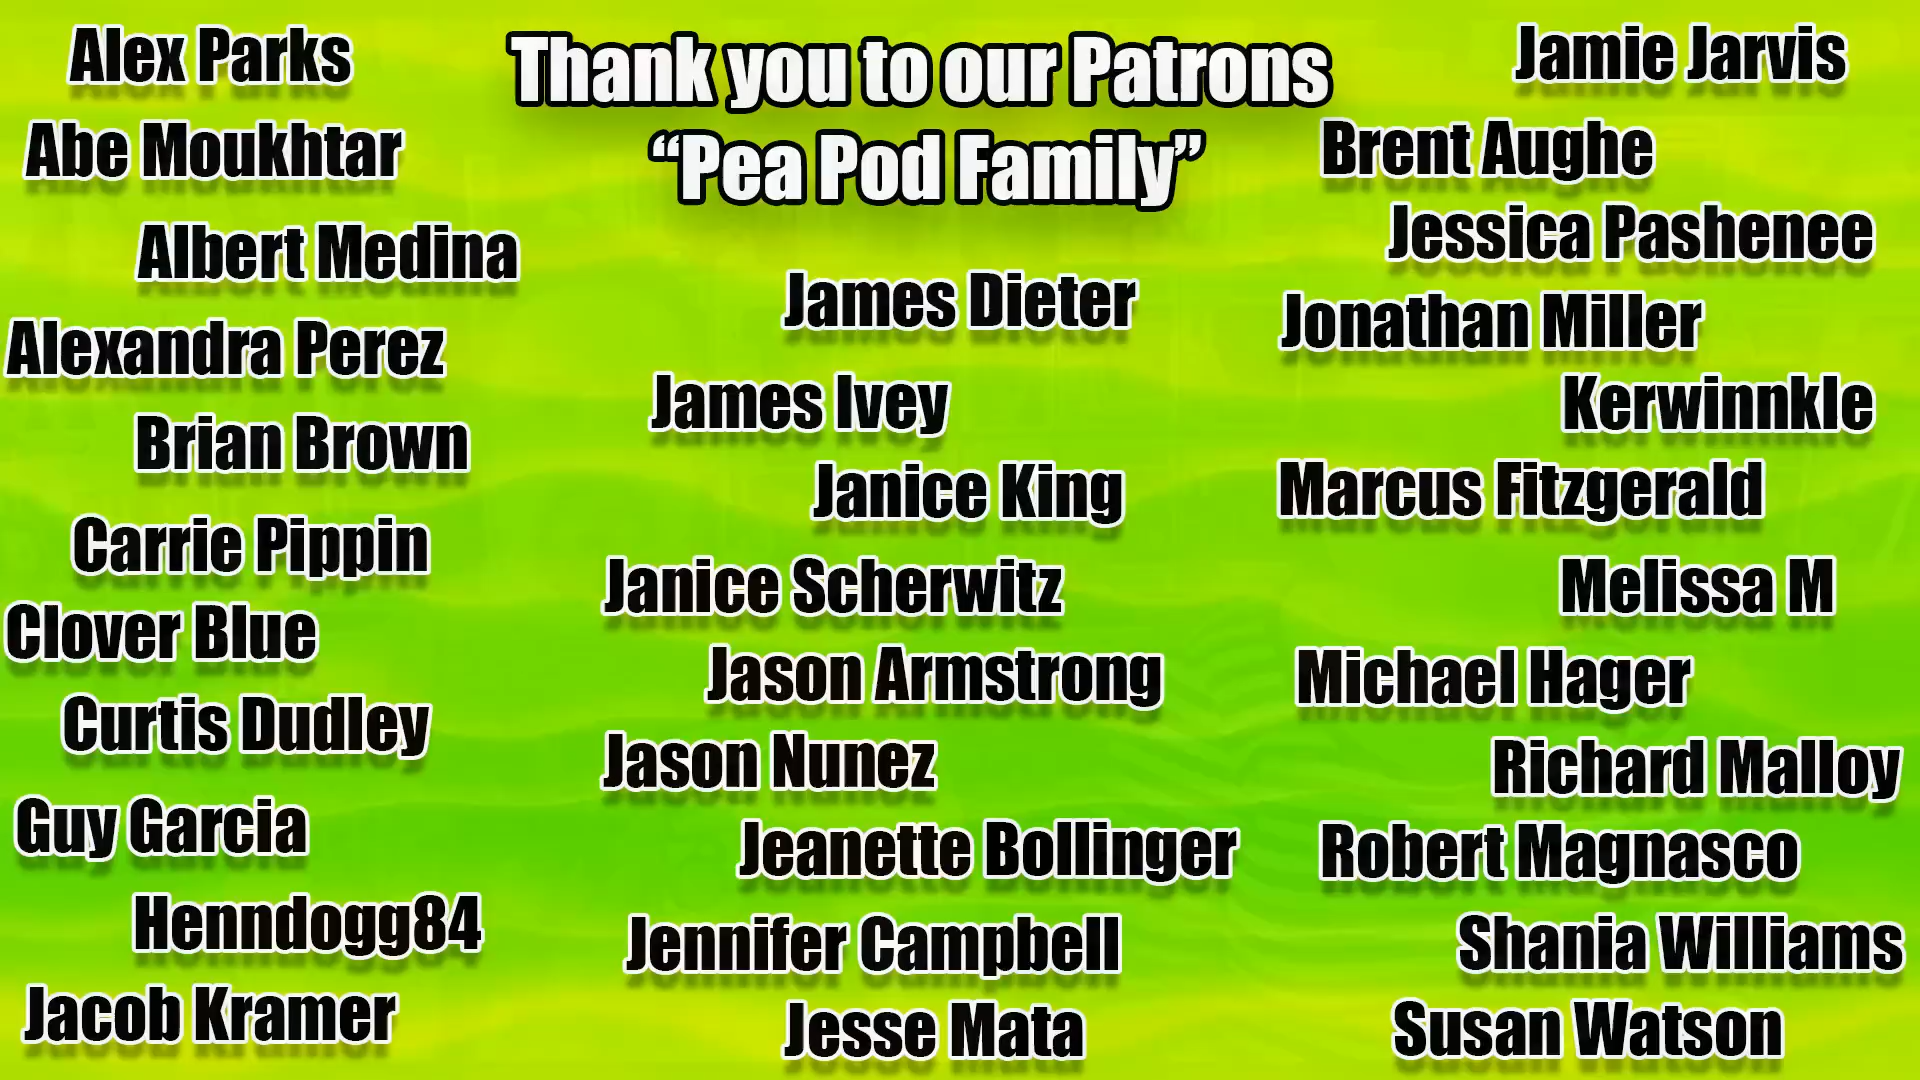 Thank you to our Patrons
“Pea Pod Family”
Alex Parks
Abe Moukhtar
Albert Medina
Alexandra Perez
Brian Brown
Carrie Pippin
Clover Blue
Curtis Dudley
Guy Garcia
Henndogg84
Jacob Kramer
James Dieter
James Ivey
Janice King
Janice Scherwitz
Jason Armstrong
Jason Nunez
Jeanette Bollinger
Jennifer Campbell
Jesse Mata
Jamie Jarvis
Brent Aughe
Jessica Pashenee
Jonathan Miller
Kerwinnkle
Marcus Fitzgerald
Melissa M
Michael Hager
Richard Malloy
Robert Magnasco
Shania Williams
Susan Watson